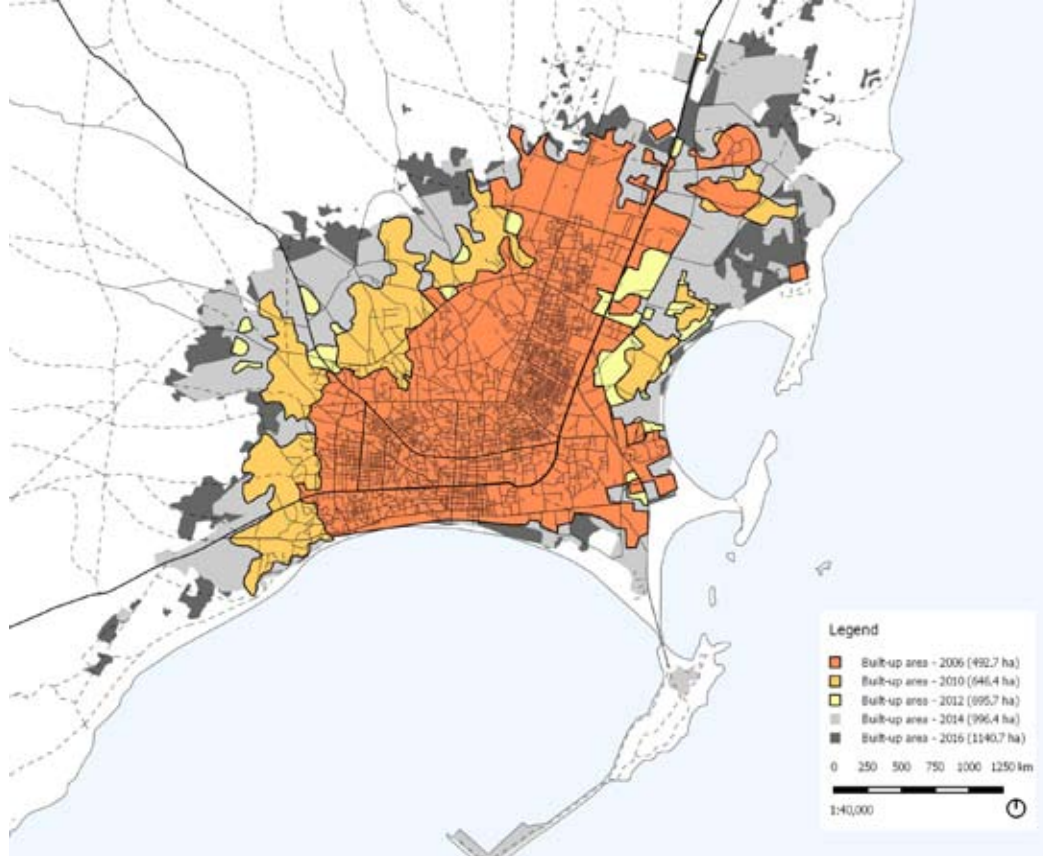 Legend
Built-up area - 2006 (492.7 ha)
Built-up area - 2010 (646.4 ha)
Built-up area - 2012 (695.7 ha)
Built-up area - 2014 (996.4 ha)
Built-up area - 2016 (1140.7 ha)
0 250 500 750 1000 1250 km
1:40,000